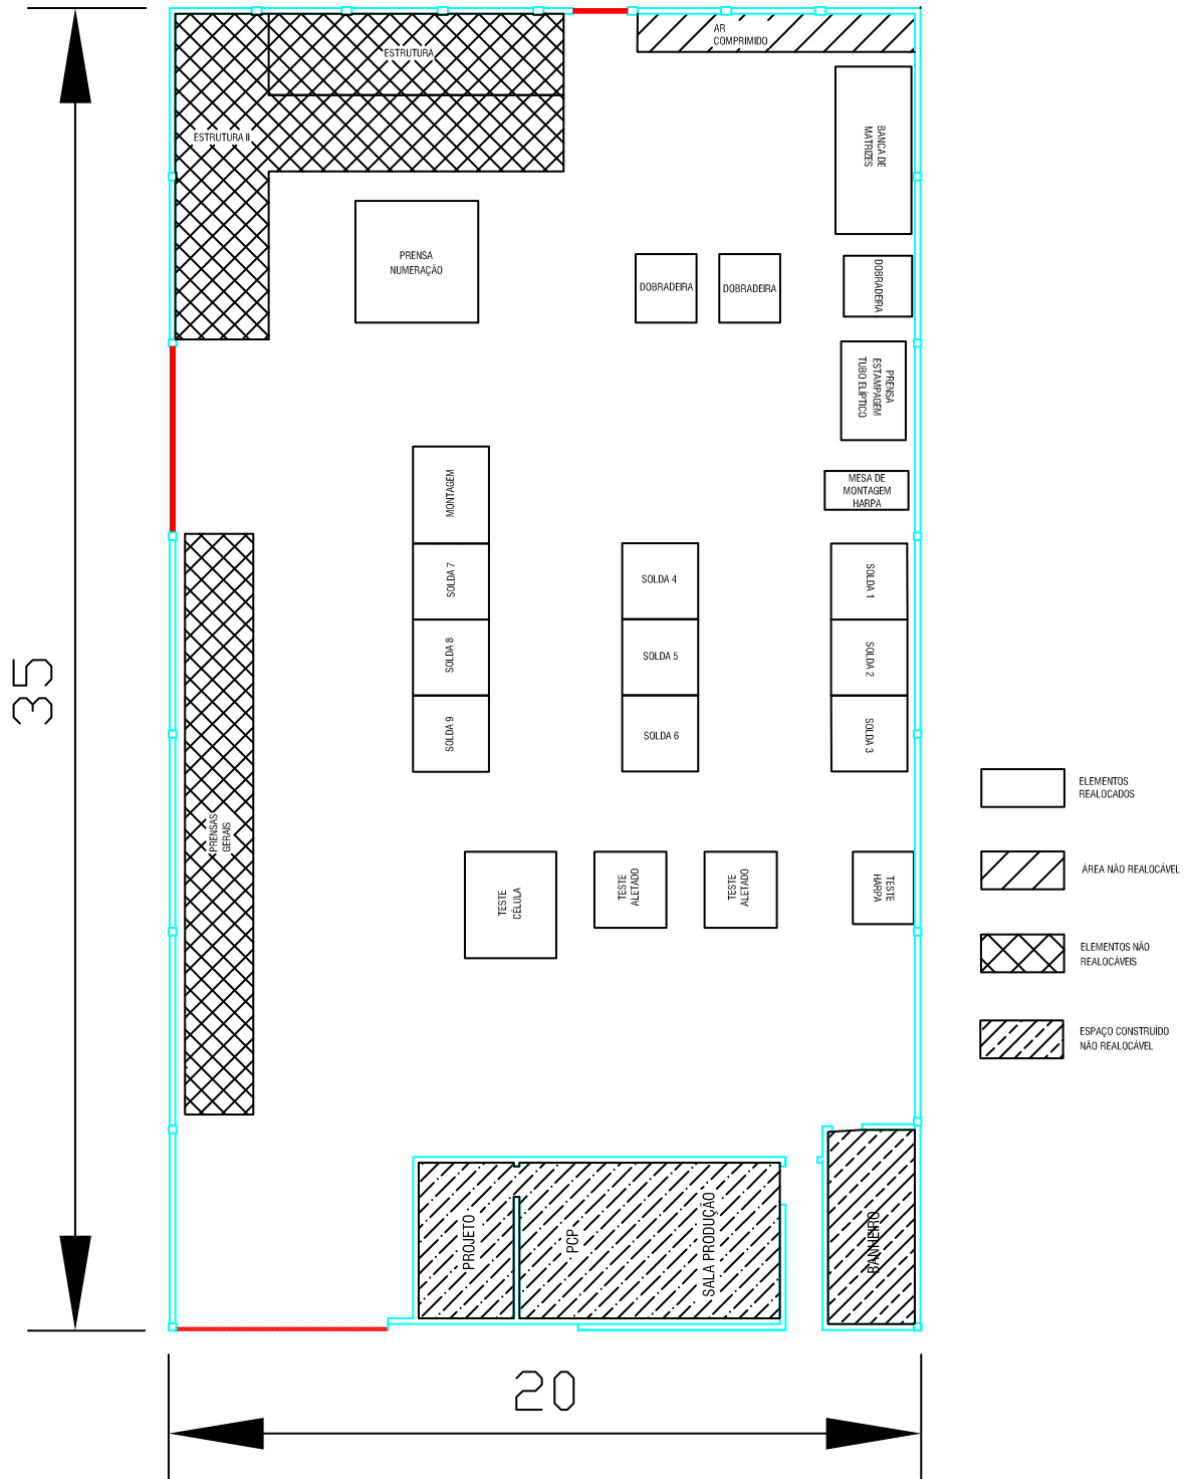 AR
COMPRIMIDO
ESTRUTURA
ESTRUTURA II
BANCA DE
MATRIZES
PRENSA
NUMERAÇÃO
DOBRADEIRA
DOBRADEIRA
DOBRADEIRA
PRENSA
ESTAMPAGEM
TUBO ELÍPTICO
MONTAGEM
MESA DE
MONTAGEM
HARPA
SOLDA 7
SOLDA 4
SOLDA 1
SOLDA 8
SOLDA 5
SOLDA 2
SOLDA 9
SOLDA 6
SOLDA 3
35
PRENSAS
GERAIS
TESTE
CÉLULA
TESTE
ALETADO
TESTE
ALETADO
TESTE
HARPA
ELEMENTOS
REALOCADOS
ÁREA NÃO REALOCÁVEL
ELEMENTOS NÃO
REALOCÁVEIS
ESPAÇO CONSTRUÍDO
NÃO REALOCÁVEL
PROJETO
PCP
SALA PRODUÇÃO
BANHEIRO
20